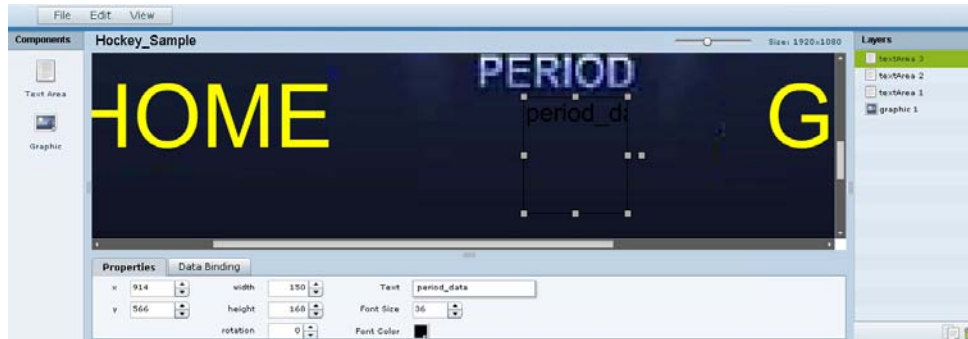 File Edit View
Components
Hockey_Sample
Size: 1920x1080
Layers
Text Area
Graphic
HOME
PERIOD
period_da
G
textArea 3
textArea 2
textArea 1
graphic 1
Properties Data Binding
x 914 width 150 Text period_data
y 566 height 168 Font Size 36
rotation 0 Font Color